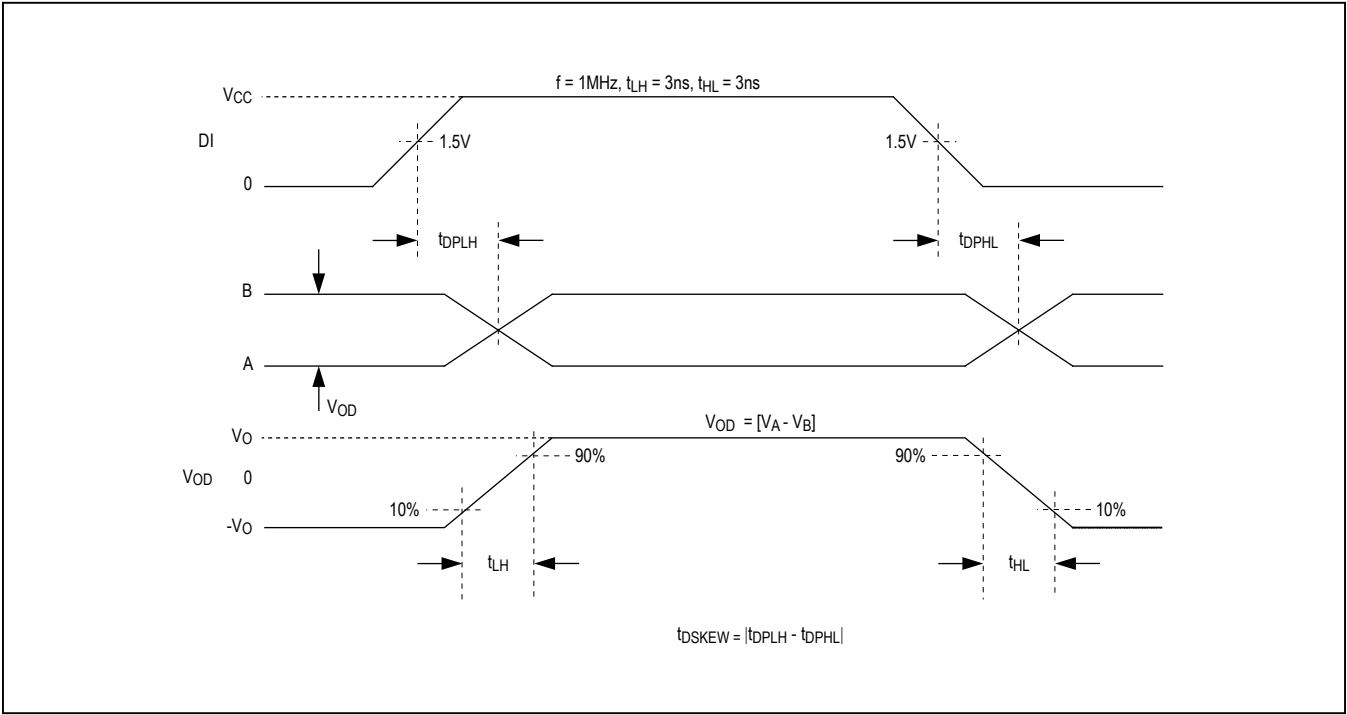 f = 1MHz, tLH = 3ns, tHL = 3ns
VCC
DI
1.5V
1.5V
0
tDPLH
tDPHL
B
A
VOD
VO
VOD = [VA - VB]
90%
90%
VOD 0
10%
10%
-VO
tLH
tHL
tDSKEW = |tDPLH - tDPHL|